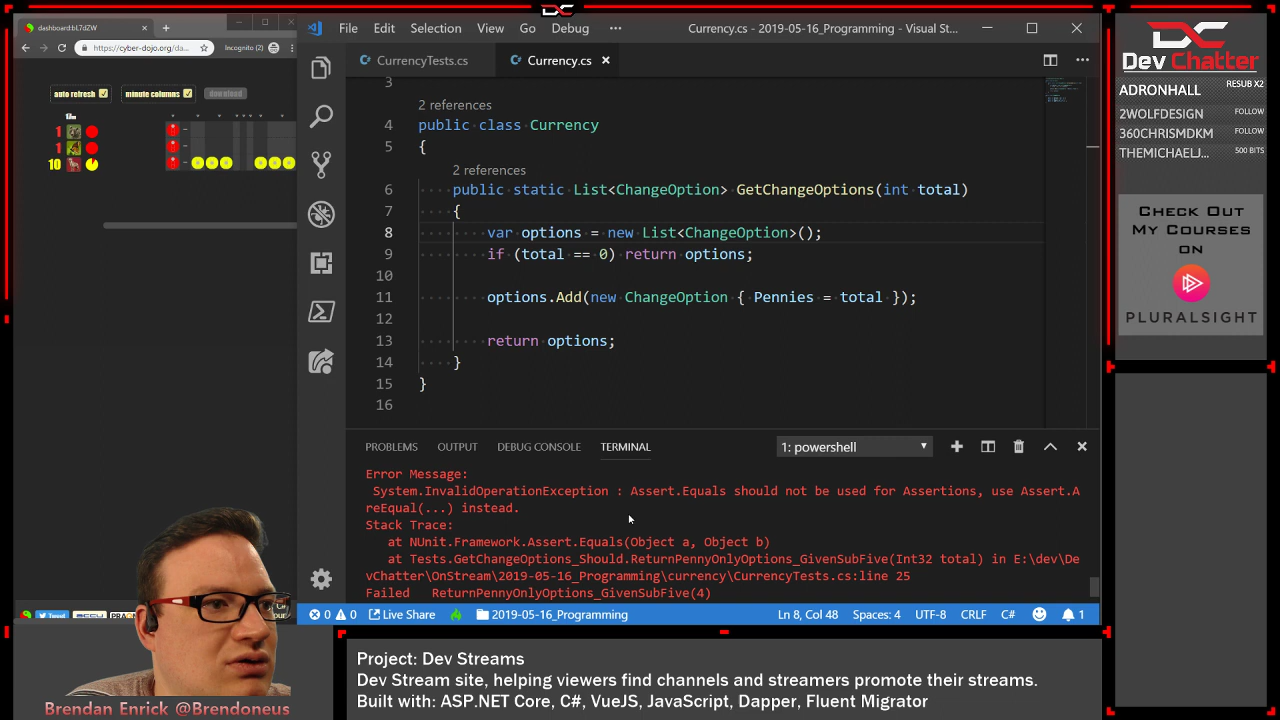 dashboard:bL7dZW
https://cyber-dojo.org/da...
Incognito (2)
auto refresh
minute columns
download
17m
1
1
10
File Edit Selection View Go Debug ...
Currency.cs - 2019-05-16_Programming - Visual St...
CurrencyTests.cs
Currency.cs
3
2 references
4 public class Currency
5 {
2 references
6 public static List<ChangeOption> GetChangeOptions(int total)
7 {
8 var options = new List<ChangeOption>();
9 if (total == 0) return options;
10
11 options.Add(new ChangeOption { Pennies = total });
12
13 return options;
14 }
15 }
16
PROBLEMS OUTPUT DEBUG CONSOLE TERMINAL 1: powershell
Error Message:
System.InvalidOperationException : Assert.Equals should not be used for Assertions, use Assert.A
reEqual(...) instead.
Stack Trace:
at NUnit.Framework.Assert.Equals(Object a, Object b)
at Tests.GetChangeOptions_Should.ReturnPennyOnlyOptions_GivenSubFive(Int32 total) in E:\dev\De
vChatter\OnStream\2019-05-16_Programming\currency\CurrencyTests.cs:line 25
Failed ReturnPennyOnlyOptions_GivenSubFive(4)
0 0 Live Share 2019-05-16_Programming Ln 8, Col 48 Spaces: 4 UTF-8 CRLF C# 1
Tweet
Brendan Enrick @Brendoneus
Project: Dev Streams
Dev Stream site, helping viewers find channels and streamers promote their streams.
Built with: ASP.NET Core, C#, VueJS, JavaScript, Dapper, Fluent Migrator
DC
Dev Chatter
ADRONHALL RESUB X2
2WOLFDESIGN FOLLOW
360CHRISMDKM FOLLOW
THEMICHAELJ... 500 BITS
CHECK OUT
MY COURSES
ON
PLURALSIGHT